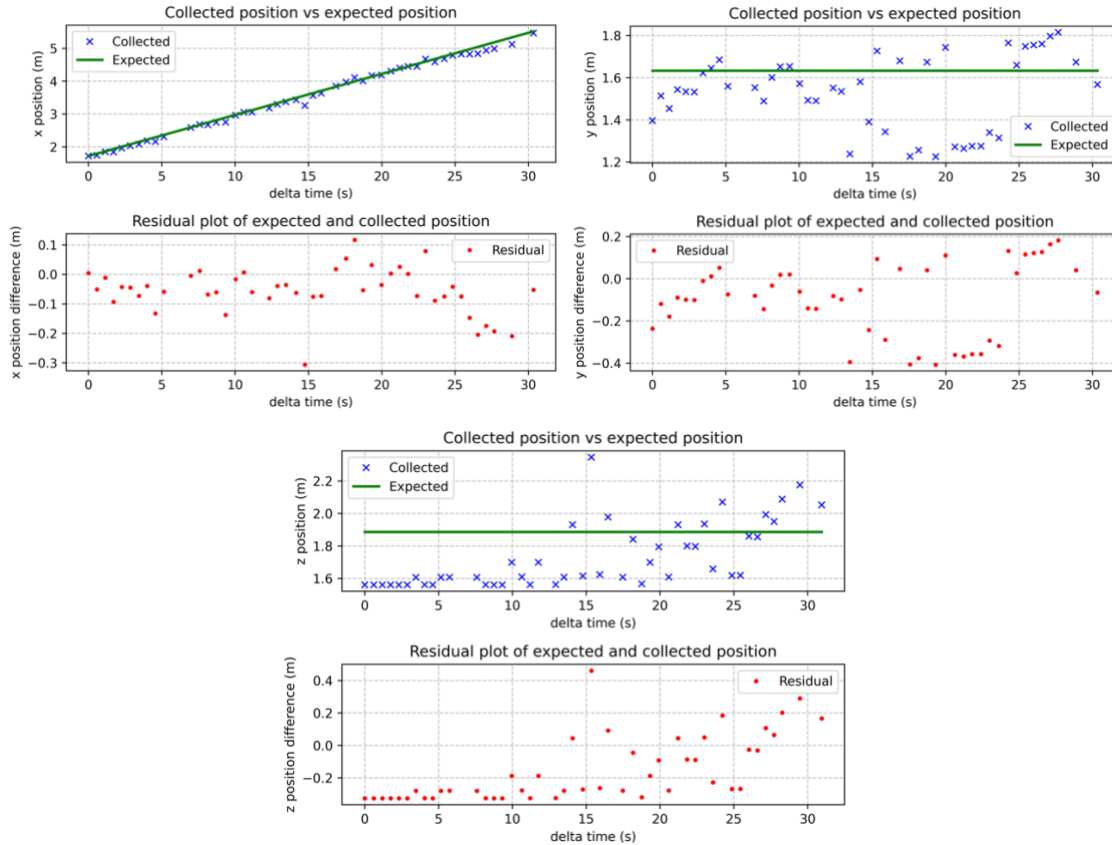 Collected position vs expected position
x position (m)
5
4
3
2
Collected
Expected
0 5 10 15 20 25 30
delta time (s)
Residual plot of expected and collected position
x position difference (m)
0.1
0.0
−0.1
−0.2
−0.3
Residual
0 5 10 15 20 25 30
delta time (s)
Collected position vs expected position
y position (m)
1.8
1.6
1.4
1.2
Collected
Expected
0 5 10 15 20 25 30
delta time (s)
Residual plot of expected and collected position
y position difference (m)
0.2
0.0
−0.2
−0.4
Residual
0 5 10 15 20 25 30
delta time (s)
Collected position vs expected position
z position (m)
2.2
2.0
1.8
1.6
Collected
Expected
0 5 10 15 20 25 30
delta time (s)
Residual plot of expected and collected position
z position difference (m)
0.4
0.2
0.0
−0.2
Residual
0 5 10 15 20 25 30
delta time (s)